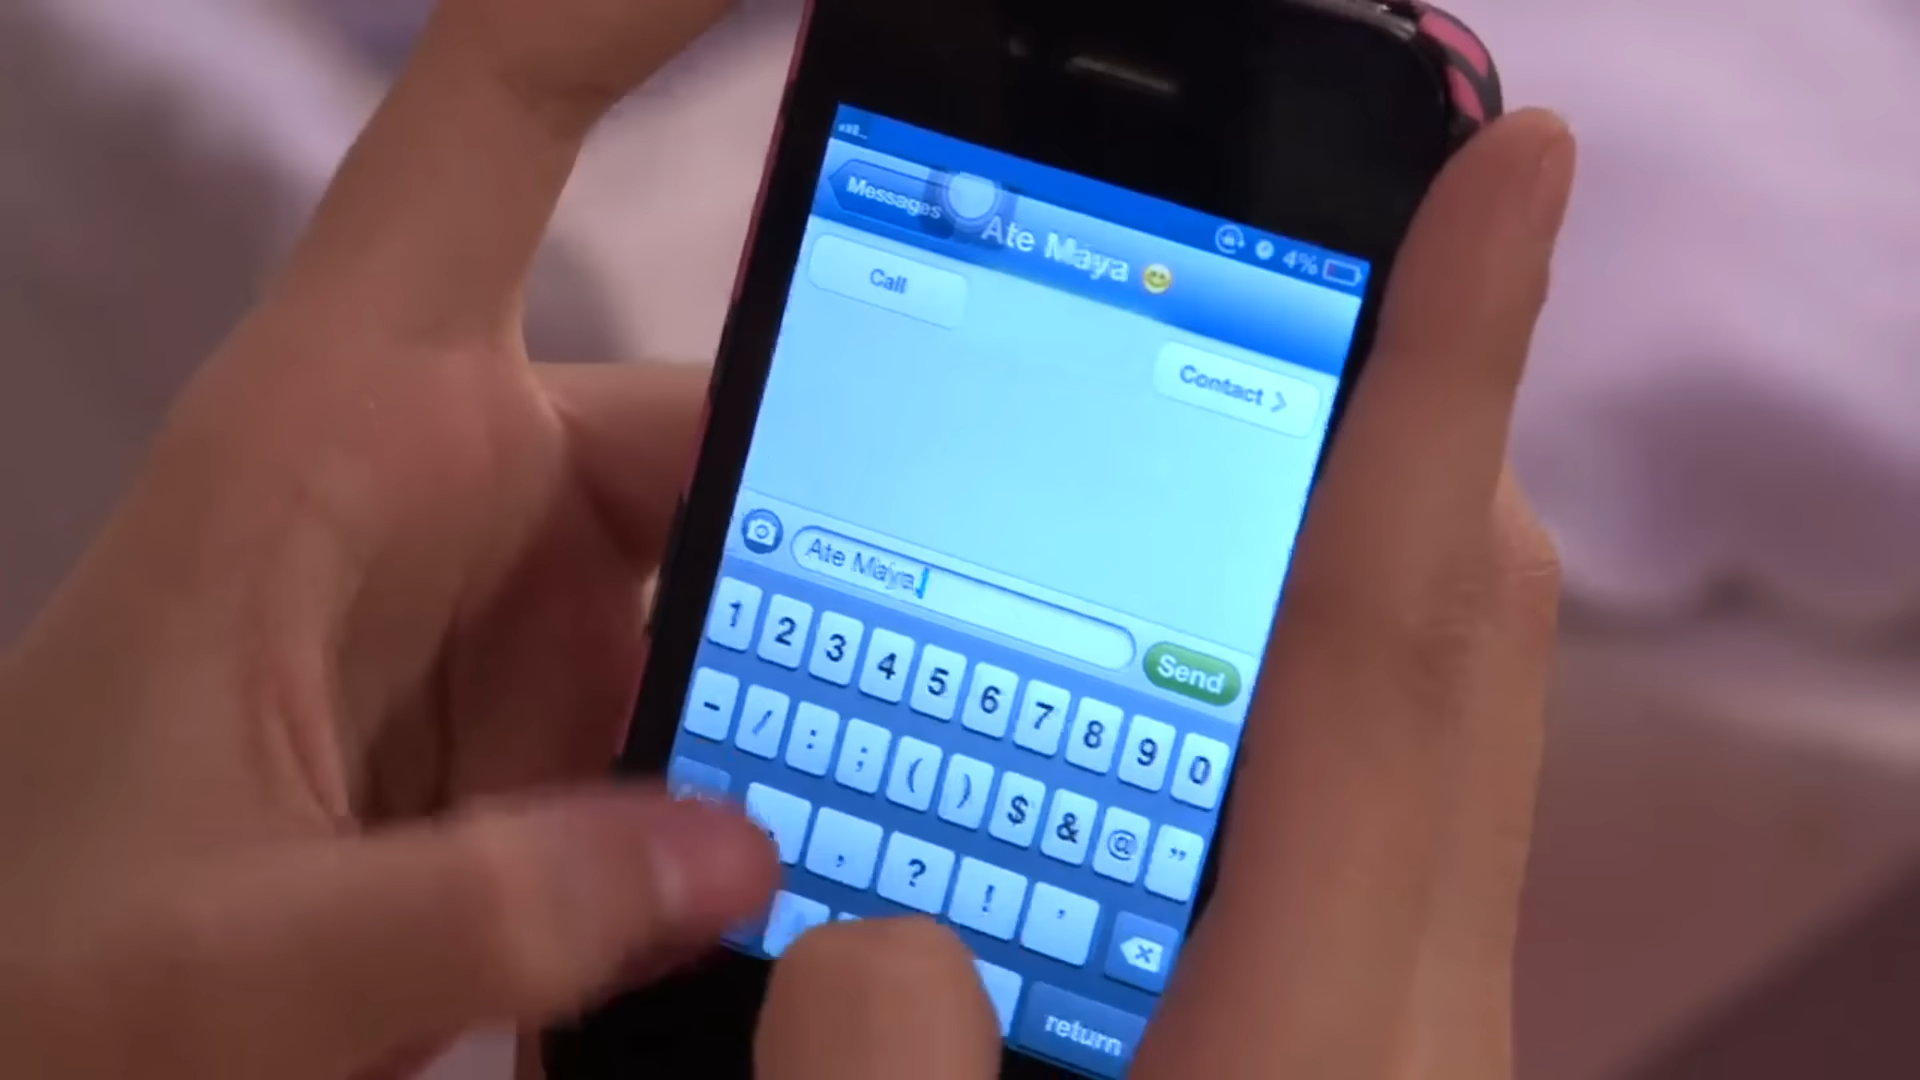 4%
Messages
Ate Maya 😊
Call
Contact >
Ate Maya,
Send
1 2 3 4 5 6 7 8 9 0
- / : ; ( ) $ & @ "
. , ? ! '
return